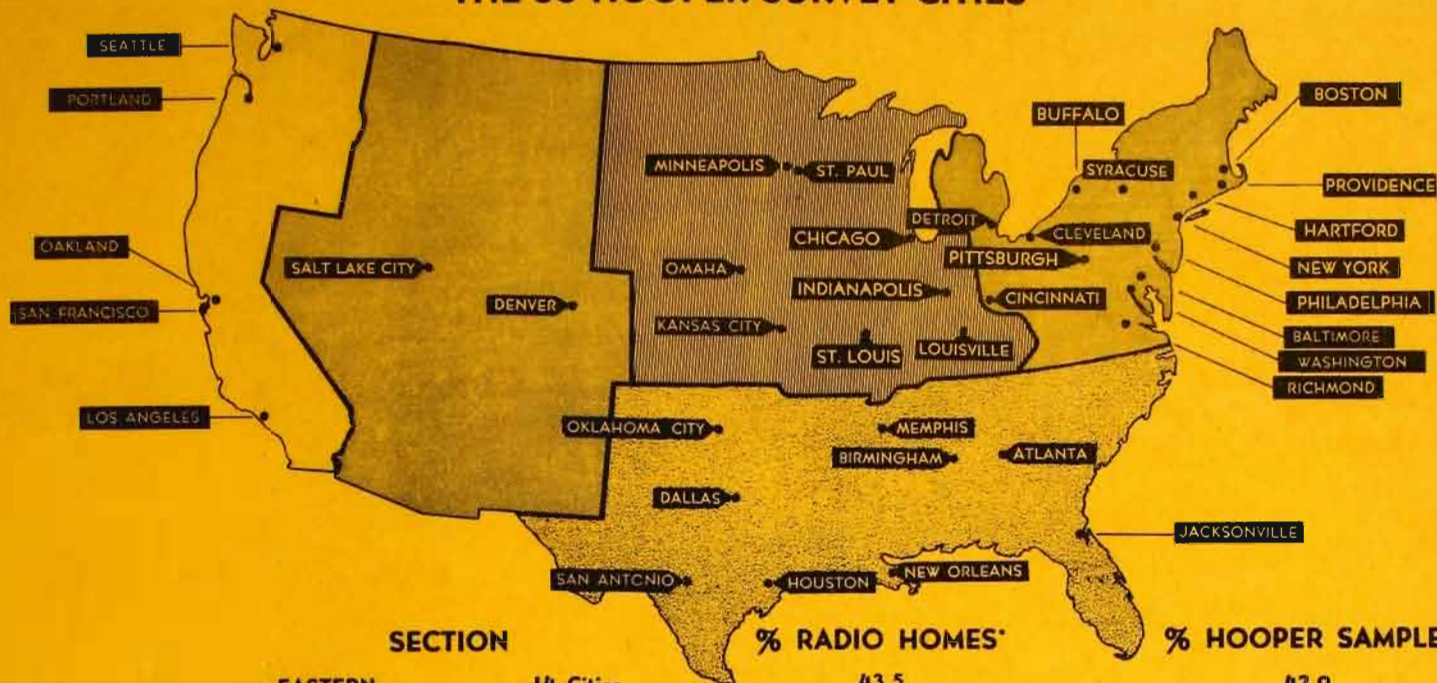 SEATTLE
PORTLAND
OAKLAND
SAN FRANCISCO
LOS ANGELES
SALT LAKE CITY
DENVER
MINNEAPOLIS
ST. PAUL
CHICAGO
OMAHA
INDIANAPOLIS
KANSAS CITY
ST. LOUIS
LOUISVILLE
DETROIT
CLEVELAND
PITTSBURGH
CINCINNATI
BUFFALO
SYRACUSE
BOSTON
PROVIDENCE
HARTFORD
NEW YORK
PHILADELPHIA
BALTIMORE
WASHINGTON
RICHMOND
OKLAHOMA CITY
MEMPHIS
BIRMINGHAM
ATLANTA
DALLAS
JACKSONVILLE
SAN ANTONIO
HOUSTON
NEW ORLEANS
SECTION % RADIO HOMES* % HOOPER SAMPLE